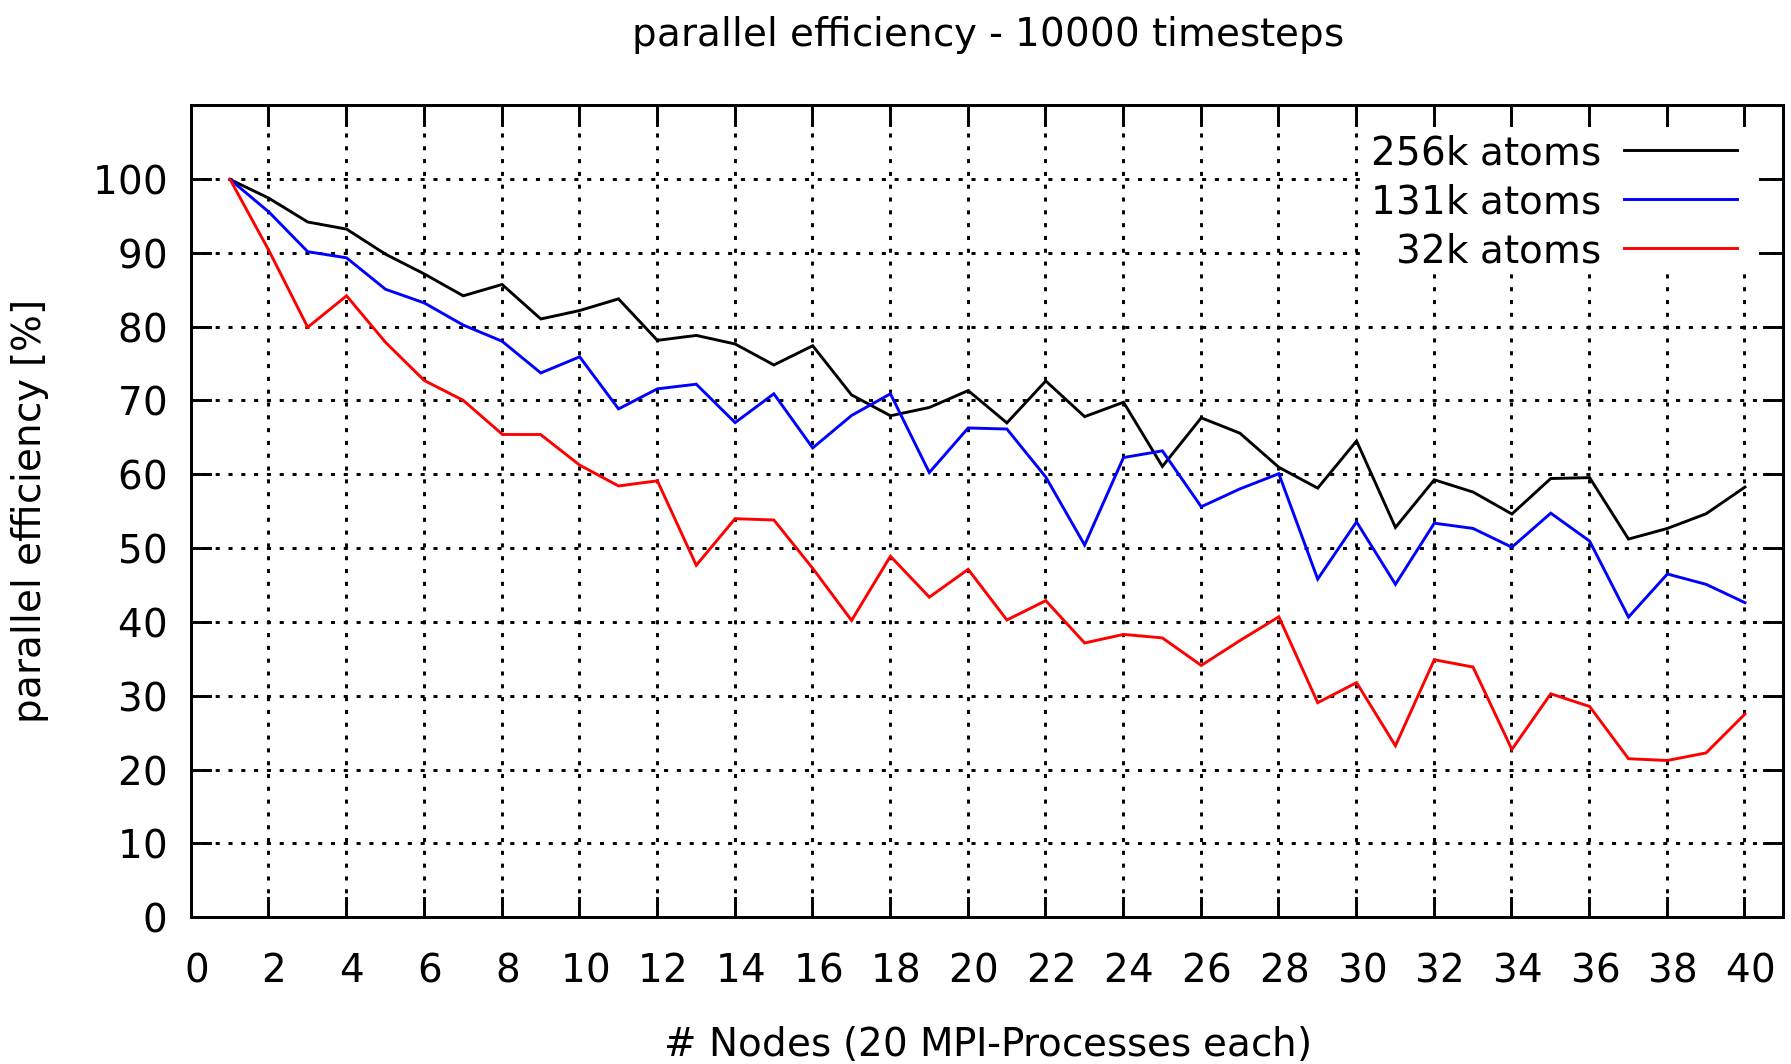 parallel efficiency - 10000 timesteps
256k atoms
131k atoms
32k atoms
parallel efficiency [%]
100
90
80
70
60
50
40
30
20
10
0
0 2 4 6 8 10 12 14 16 18 20 22 24 26 28 30 32 34 36 38 40
# Nodes (20 MPI-Processes each)